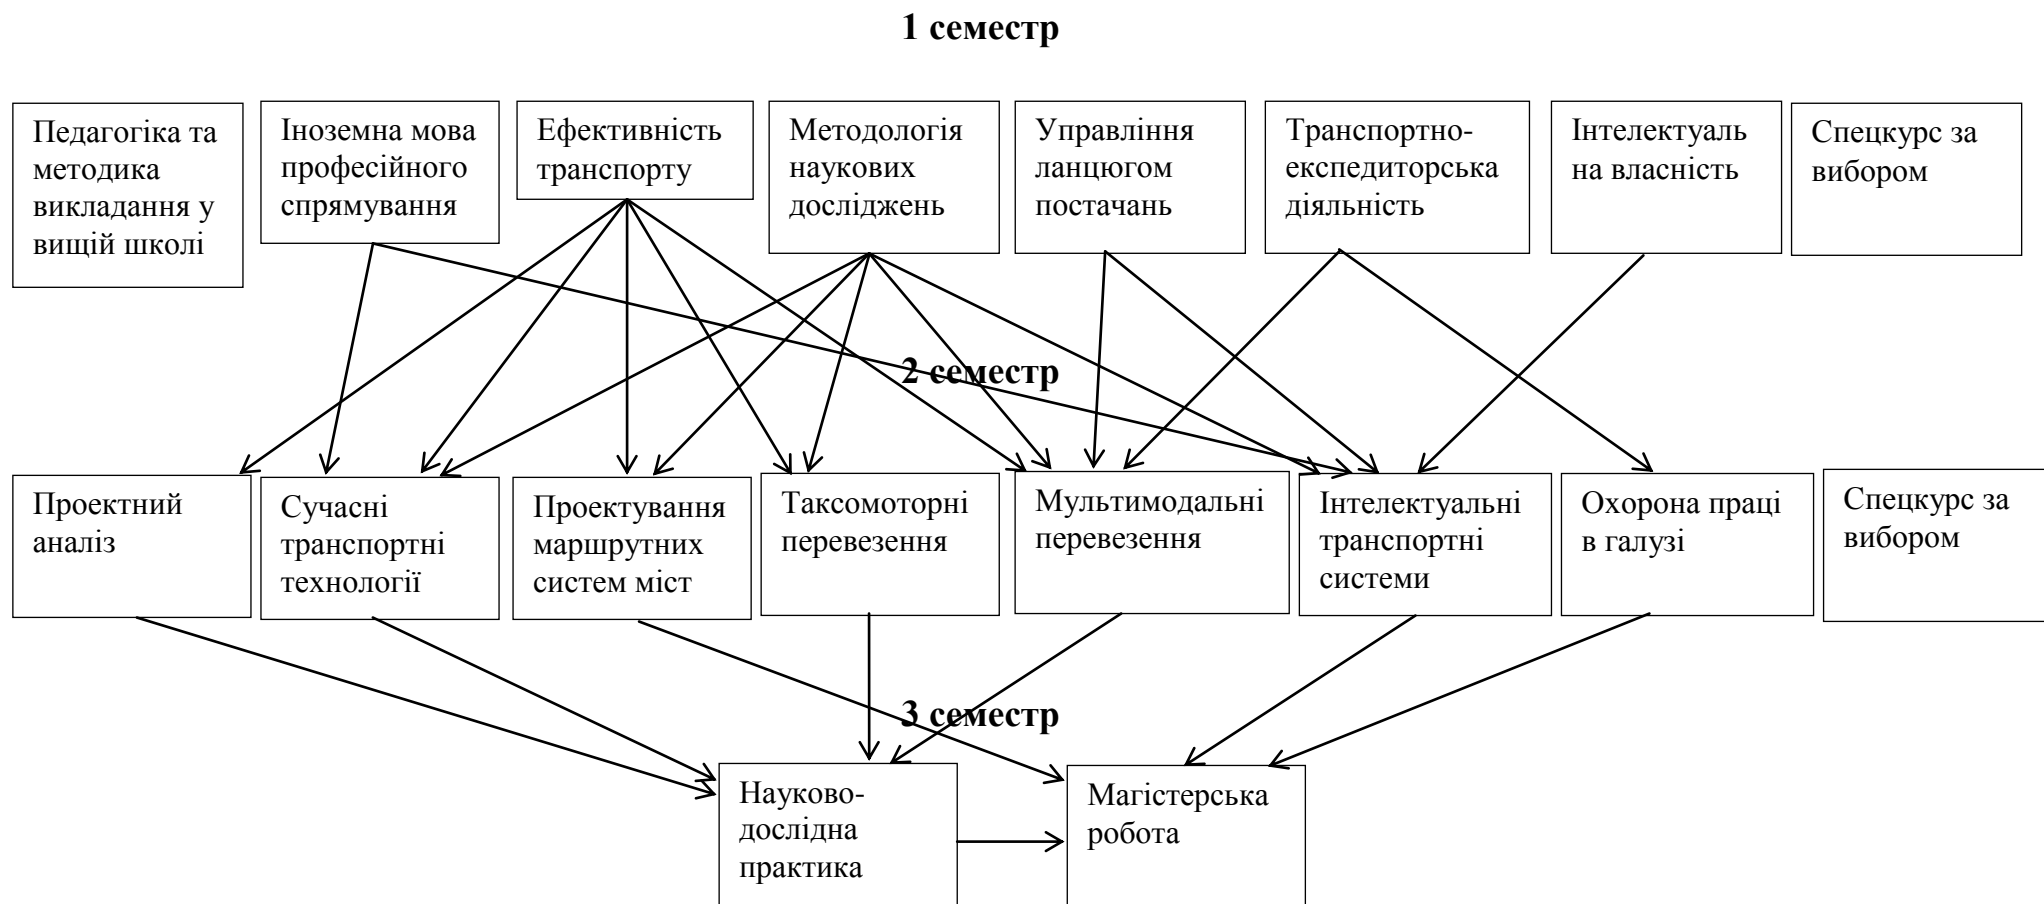 1 семестр
Педагогіка та
методика
викладання у
вищій школі
Іноземна мова
професійного
спрямування
Ефективність
транспорту
Методологія
наукових
досліджень
Управління
ланцюгом
постачань
Транспортно-
експедиторська
діяльність
Інтелектуаль
на власність
Спецкурс за
вибором
2 семестр
Проектний
аналіз
Сучасні
транспортні
технології
Проектування
маршрутних
систем міст
Таксомоторні
перевезення
Мультимодальні
перевезення
Інтелектуальні
транспортні
системи
Охорона праці
в галузі
Спецкурс за
вибором
3 семестр
Науково-
дослідна
практика
Магістерська
робота